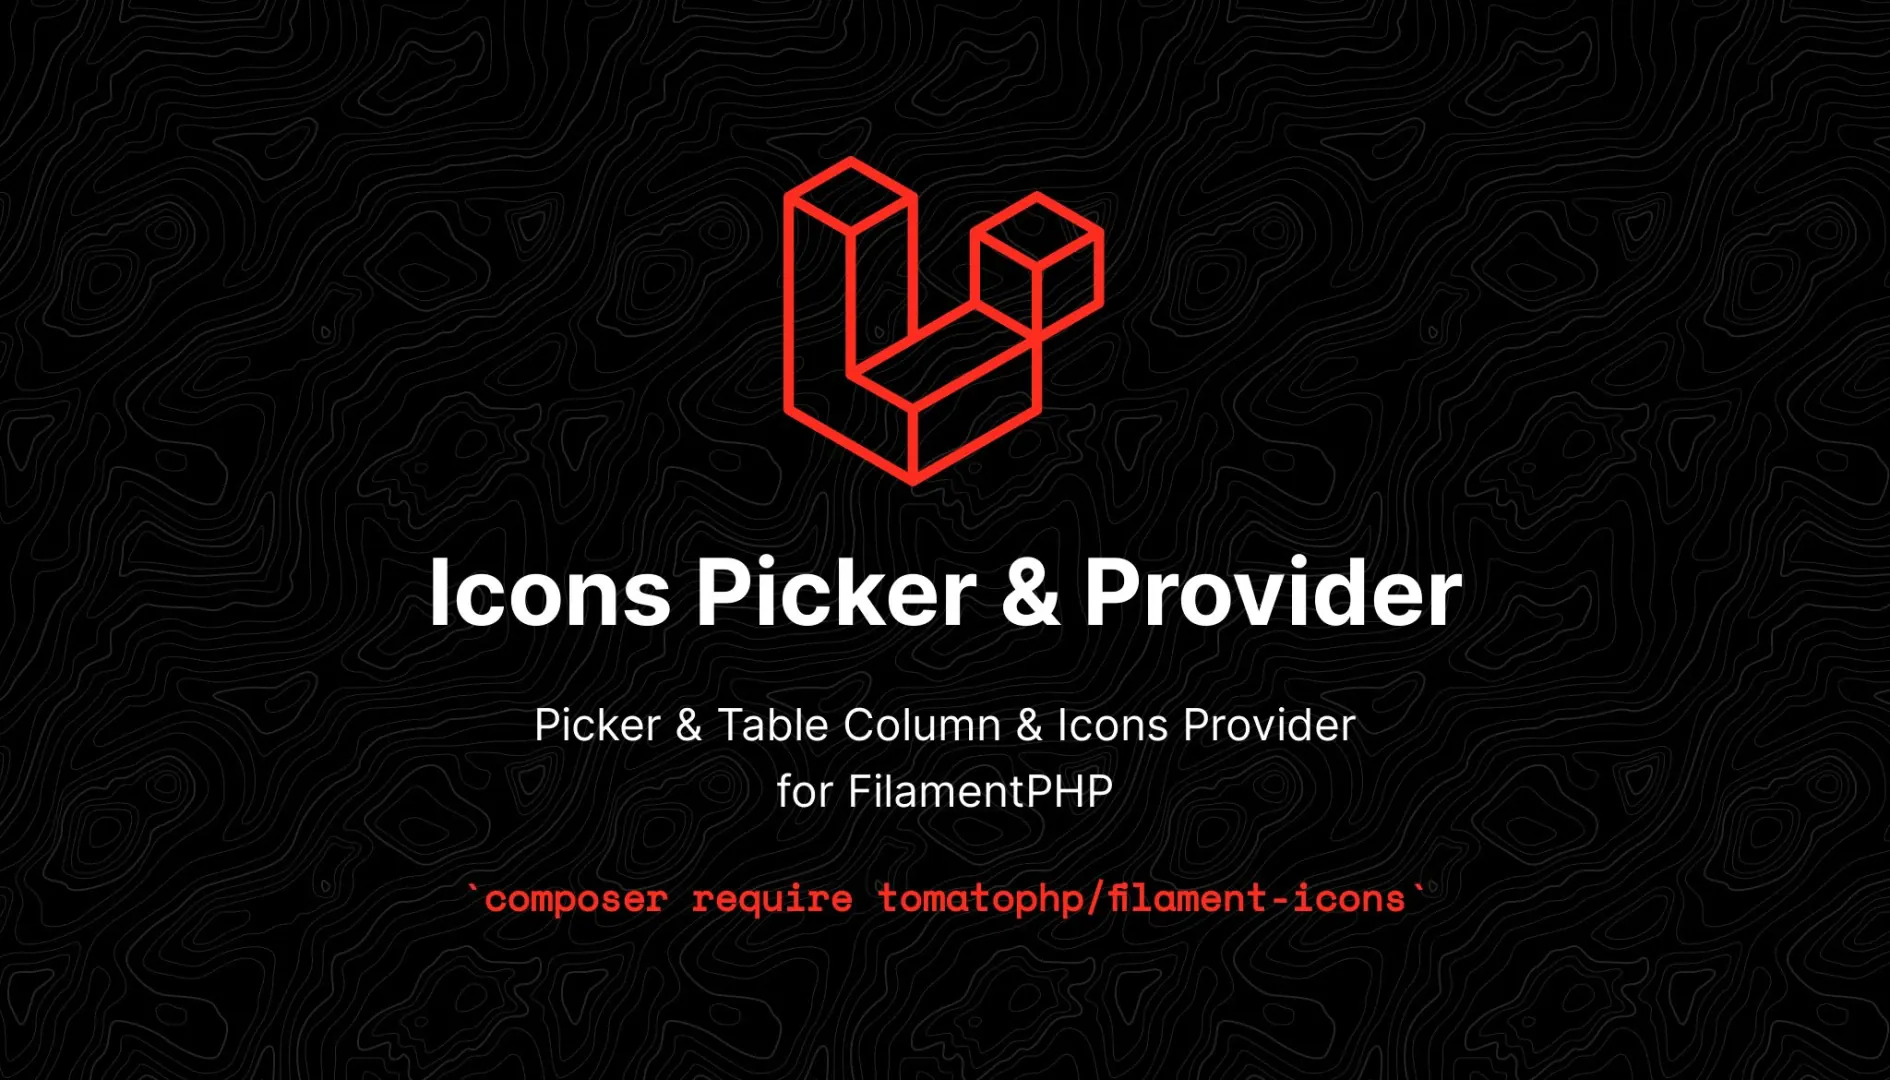 Icons Picker & Provider
Picker & Table Column & Icons Provider
for FilamentPHP
`composer require tomatophp/filament-icons`